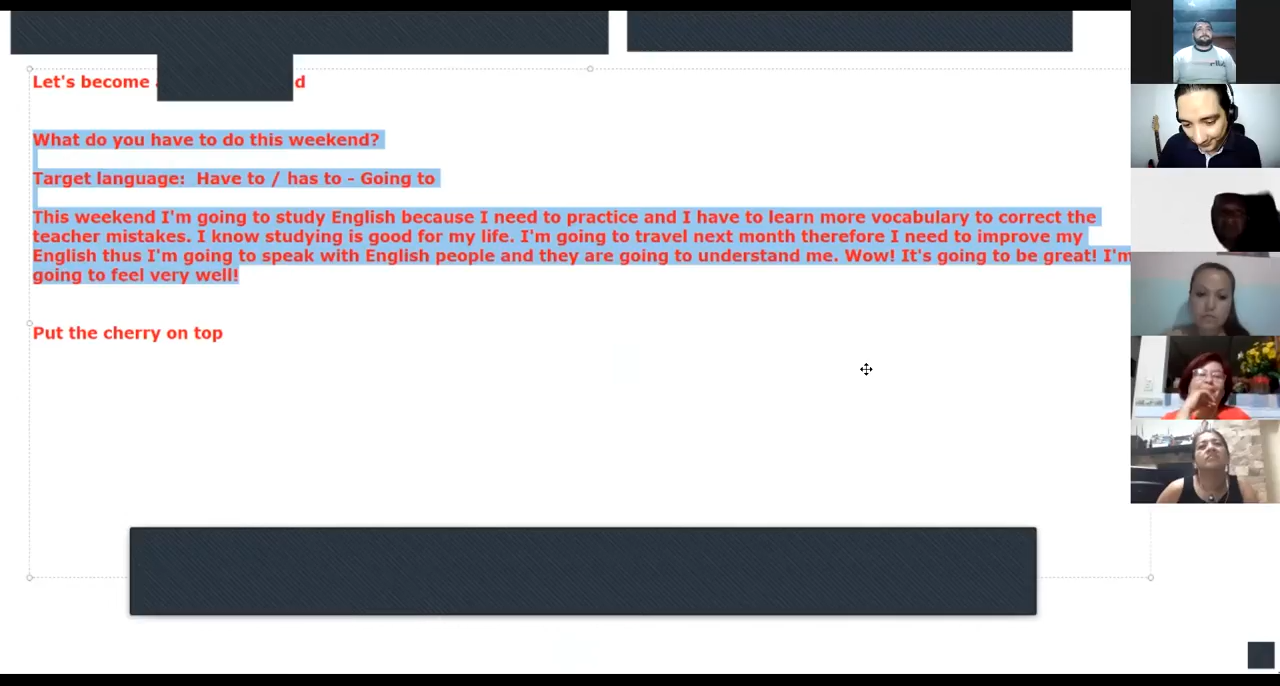 Let's become d
What do you have to do this weekend?
Target language:  Have to / has to - Going to
This weekend I'm going to study English because I need to practice and I have to learn more vocabulary to correct the
teacher mistakes. I know studying is good for my life. I'm going to travel next month therefore I need to improve my
English thus I'm going to speak with English people and they are going to understand me. Wow! It's going to be great! I'm
going to feel very well!
Put the cherry on top